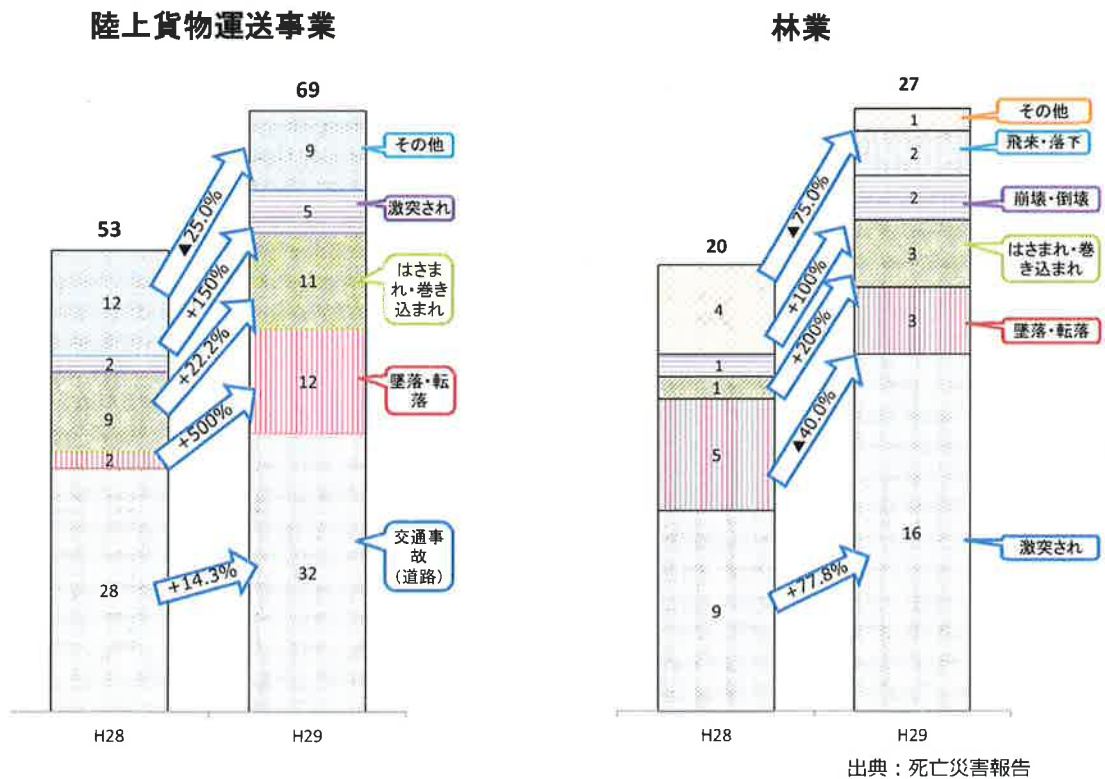 陸上貨物運送事業
53
12
2
9
2
28
▲25.0%
+150%
+22.2%
+500%
+14.3%
69
9
5
11
12
32
その他
激突され
はさま
れ・巻き
込まれ
墜落・転
落
交通事
故
（道路）
H28
H29
林業
20
4
1
1
5
9
▲75.0%
+100%
+200%
▲40.0%
+77.8%
27
1
2
2
3
3
16
その他
飛来・落下
崩壊・倒壊
はさまれ・巻
き込まれ
墜落・転落
激突され
H28
H29
出典：死亡災害報告